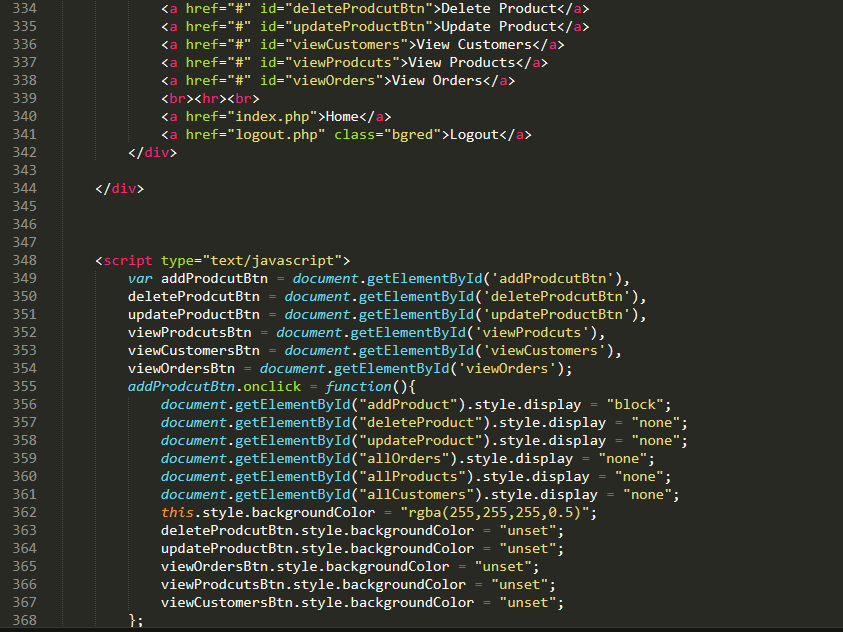 334 <a href="#" id="deleteProdcutBtn">Delete Product</a>
335 <a href="#" id="updateProductBtn">Update Product</a>
336 <a href="#" id="viewCustomers">View Customers</a>
337 <a href="#" id="viewProdcuts">View Products</a>
338 <a href="#" id="viewOrders">View Orders</a>
339 <br><hr><br>
340 <a href="index.php">Home</a>
341 <a href="logout.php" class="bgred">Logout</a>
342 </div>
343
344 </div>
345
346
347
348 <script type="text/javascript">
349 var addProdcutBtn = document.getElementById('addProdcutBtn'),
350 deleteProdcutBtn = document.getElementById('deleteProdcutBtn'),
351 updateProductBtn = document.getElementById('updateProductBtn'),
352 viewProdcutsBtn = document.getElementById('viewProdcuts'),
353 viewCustomersBtn = document.getElementById('viewCustomers'),
354 viewOrdersBtn = document.getElementById('viewOrders');
355 addProdcutBtn.onclick = function(){
356 document.getElementById("addProduct").style.display = "block";
357 document.getElementById("deleteProduct").style.display = "none";
358 document.getElementById("updateProduct").style.display = "none";
359 document.getElementById("allOrders").style.display = "none";
360 document.getElementById("allProducts").style.display = "none";
361 document.getElementById("allCustomers").style.display = "none";
362 this.style.backgroundColor = "rgba(255,255,255,0.5)";
363 deleteProdcutBtn.style.backgroundColor = "unset";
364 updateProductBtn.style.backgroundColor = "unset";
365 viewOrdersBtn.style.backgroundColor = "unset";
366 viewProdcutsBtn.style.backgroundColor = "unset";
367 viewCustomersBtn.style.backgroundColor = "unset";
368 };